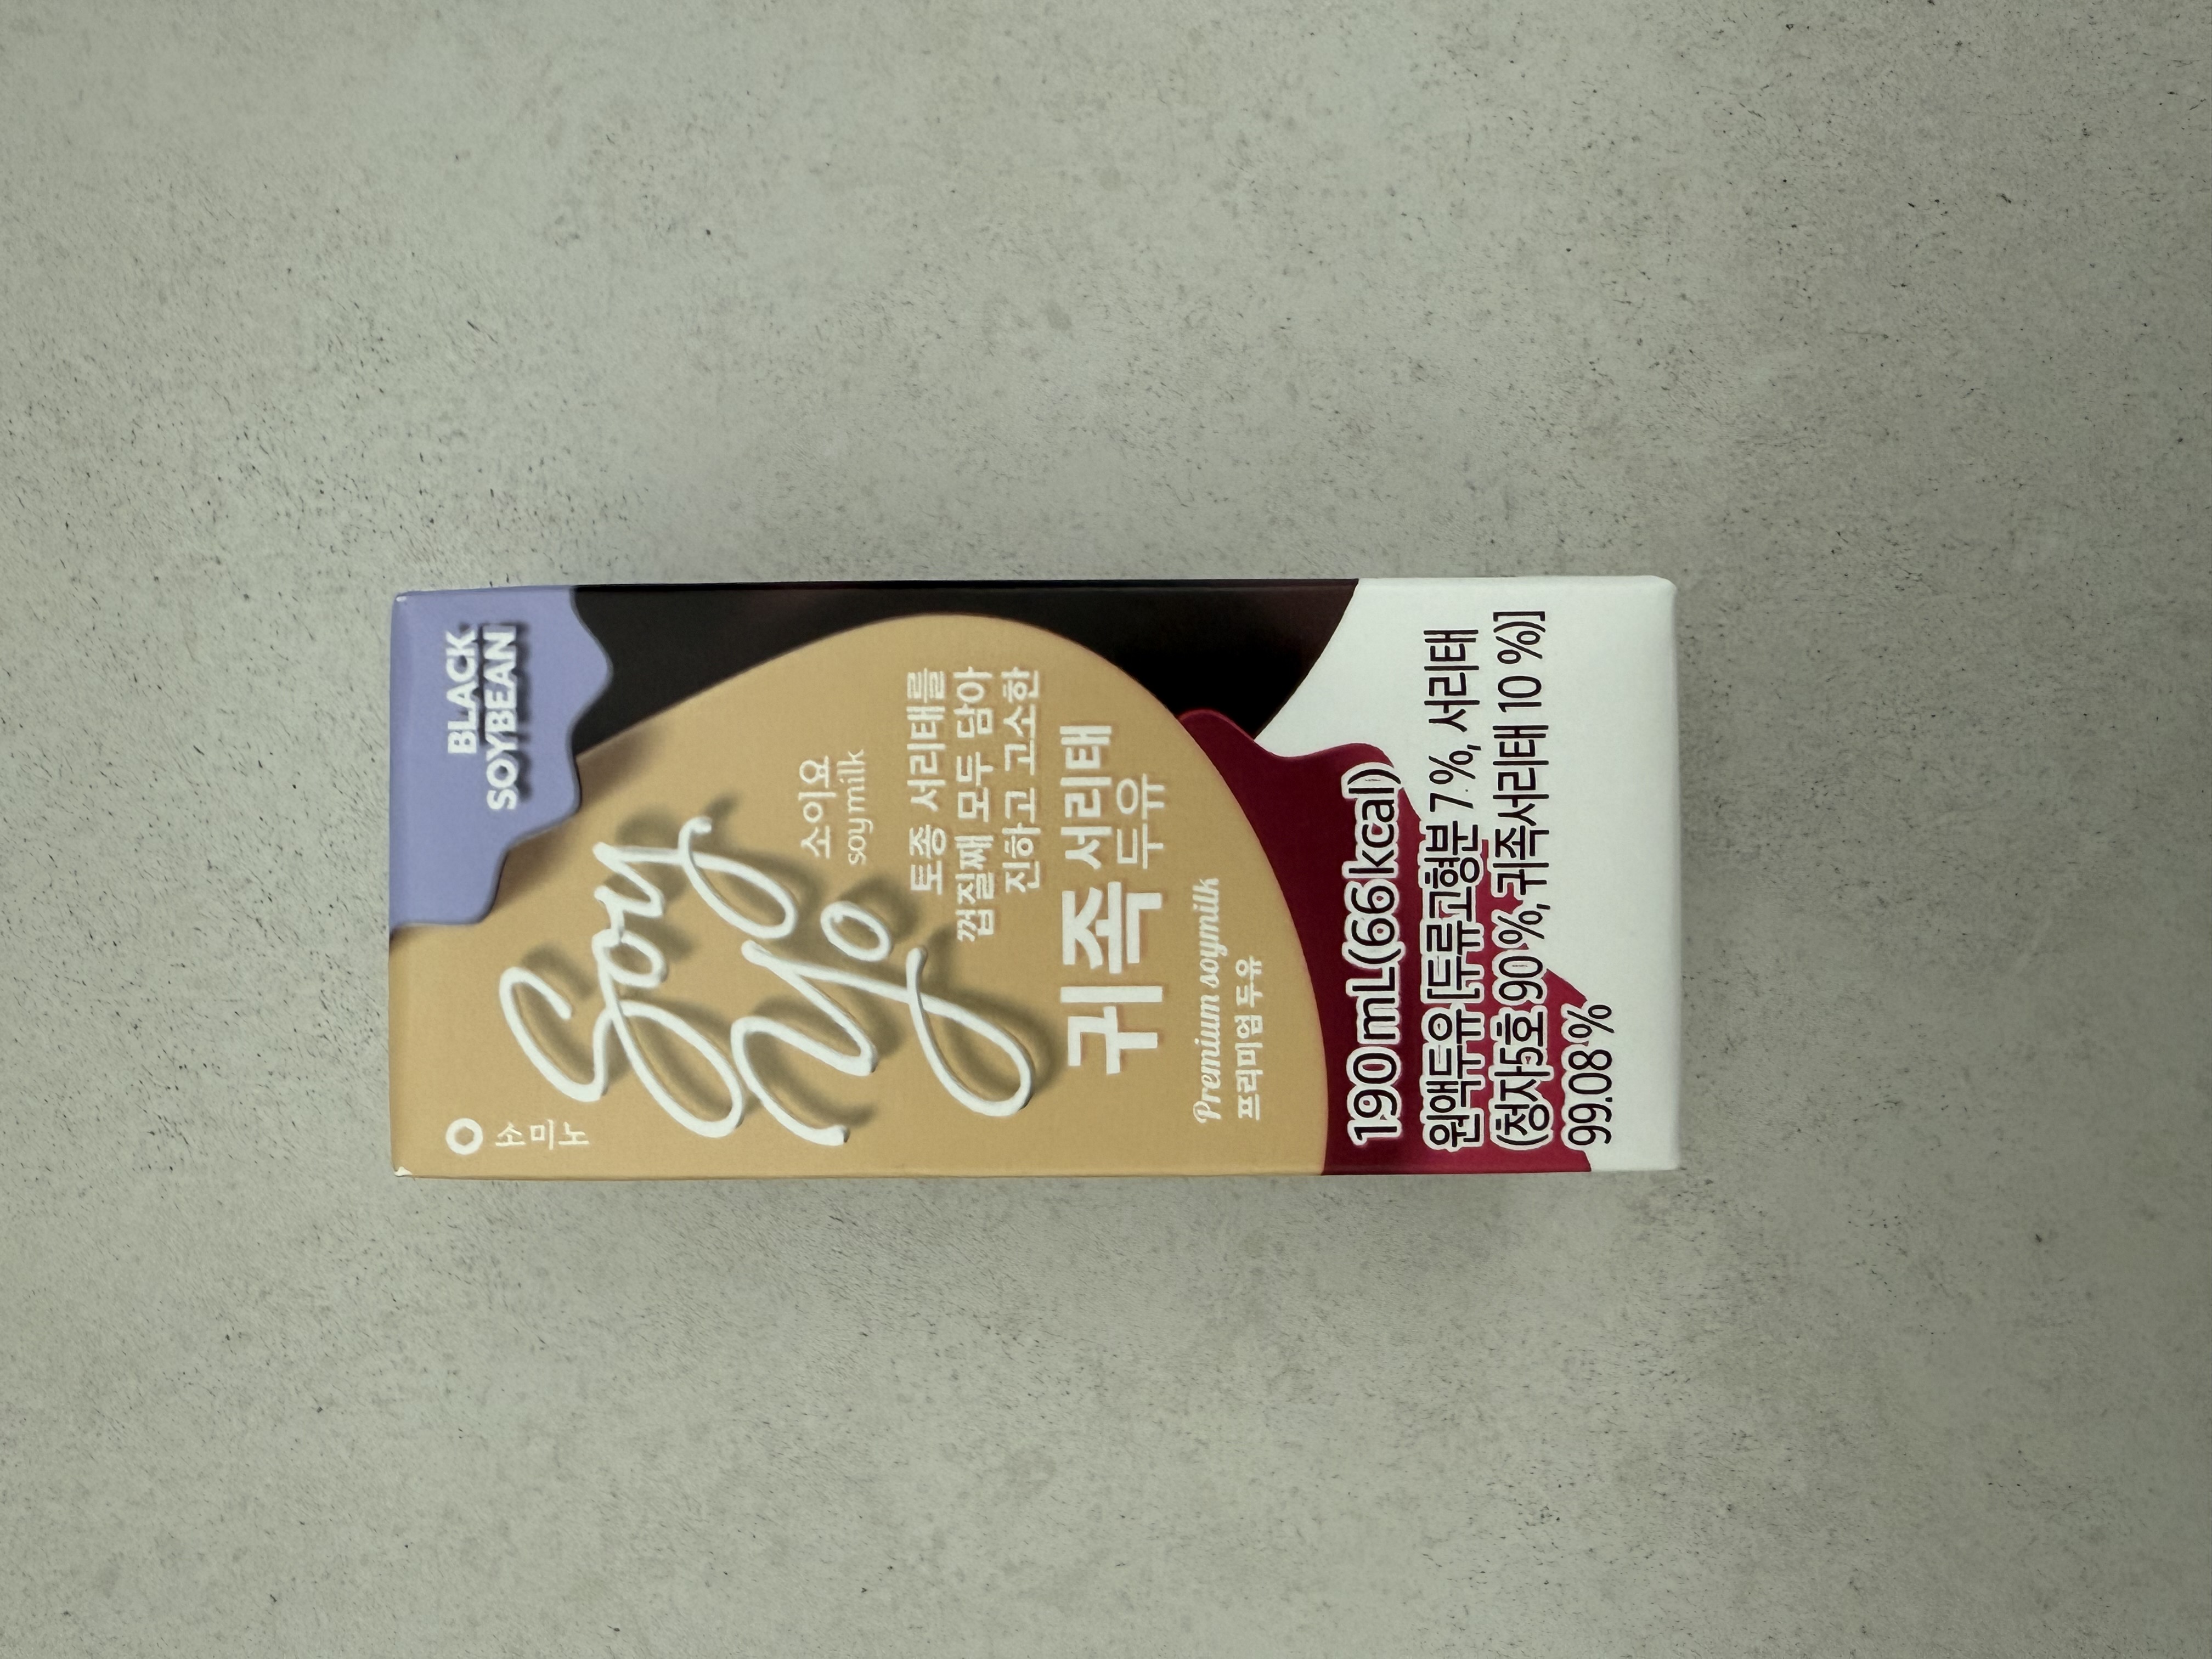 소미노
BLACK
SOYBEAN
Soy
Yo
소이요
soymilk
토종 서리태를
껍질째 모두 담아
진하고 고소한
귀족 서리태
두유
Premium soymilk
프리미엄 두유
190 mL(66 kcal)
원액두유 [두류고형분 7 %, 서리태
(청자5호 90 %, 귀족서리태 10 %)]
99.08 %